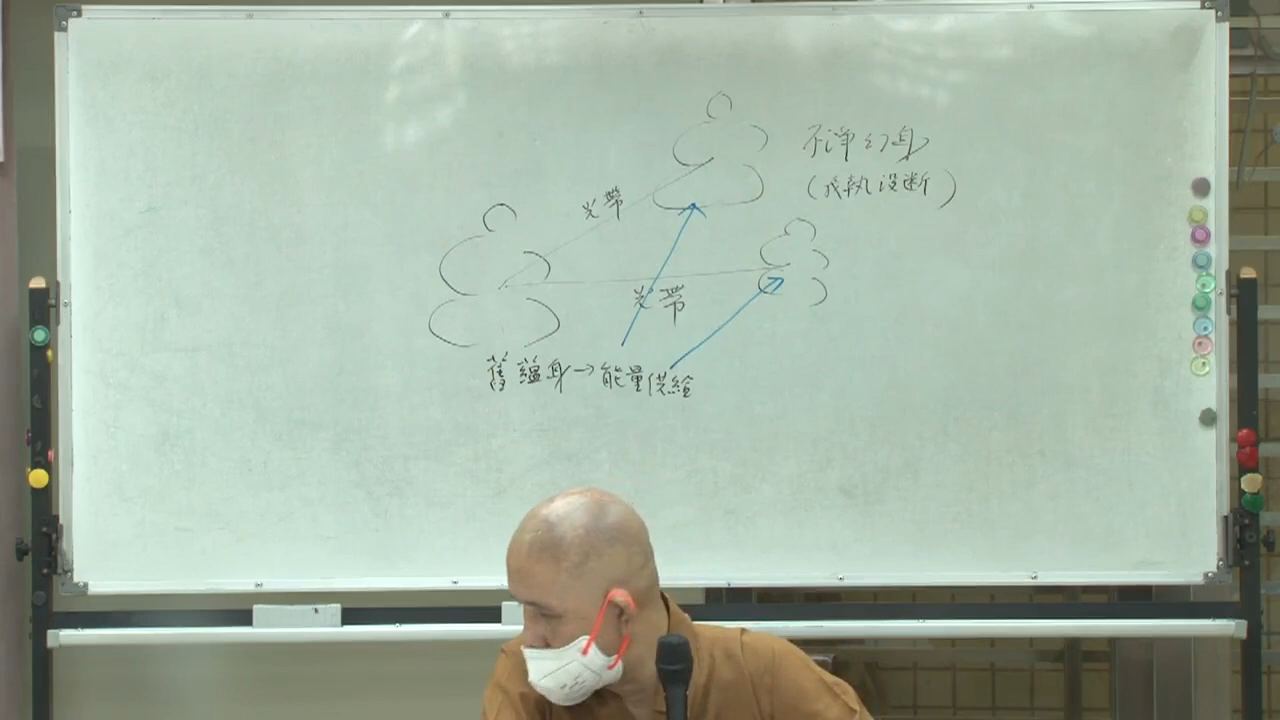 不淨幻身
(我執沒斷)
光帶
光帶
舊蘊身→能量供給